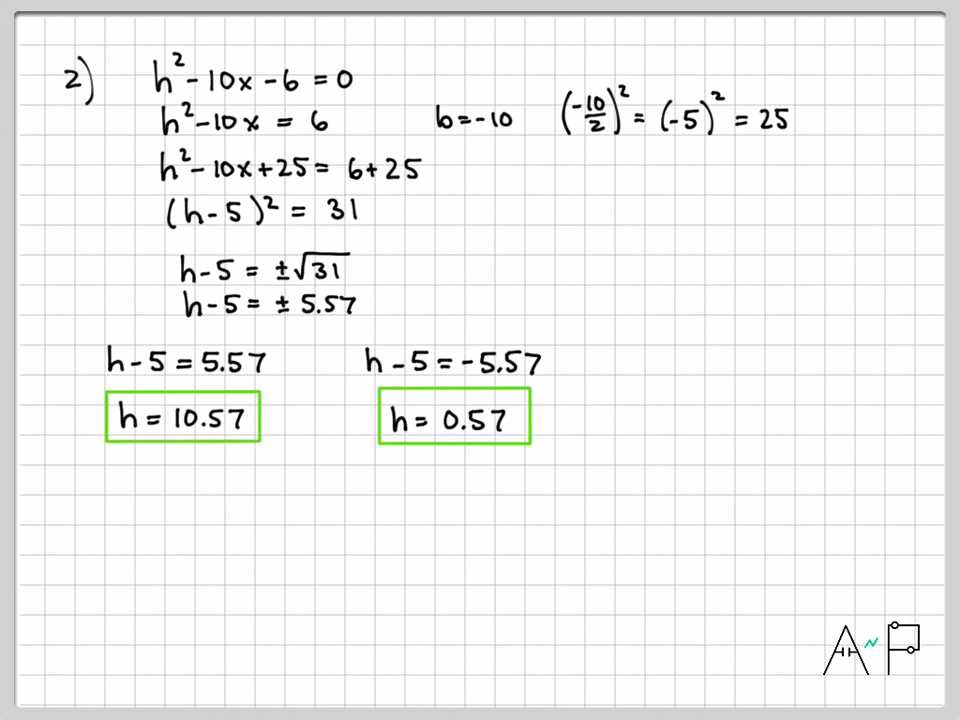 2) h² - 10x - 6 = 0
h² - 10x = 6    b = -10    (-10/2)² = (-5)² = 25
h² - 10x + 25 = 6 + 25
(h - 5)² = 31
h - 5 = ±√31
h - 5 = ± 5.57
h - 5 = 5.57    h - 5 = -5.57
h = 10.57    h = 0.57
A P